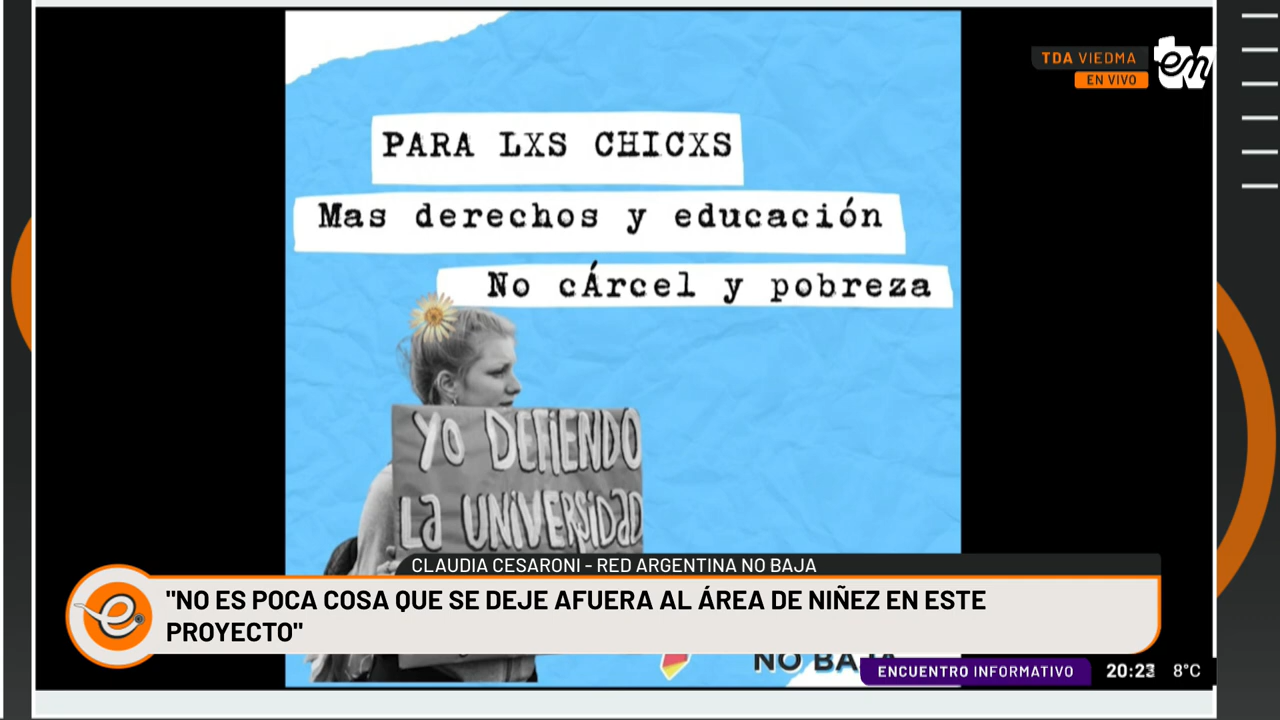 TDA VIEDMA
EN VIVO
en
PARA LXS CHICXS
Mas derechos y educación
No cÁrcel y pobreza
YO DEFIENDO
La UNIVERSIDAD
CLAUDIA CESARONI - RED ARGENTINA NO BAJA
"NO ES POCA COSA QUE SE DEJE AFUERA AL ÁREA DE NIÑEZ EN ESTE
PROYECTO"
e
NO BAJA
ENCUENTRO INFORMATIVO
20:23 8°C